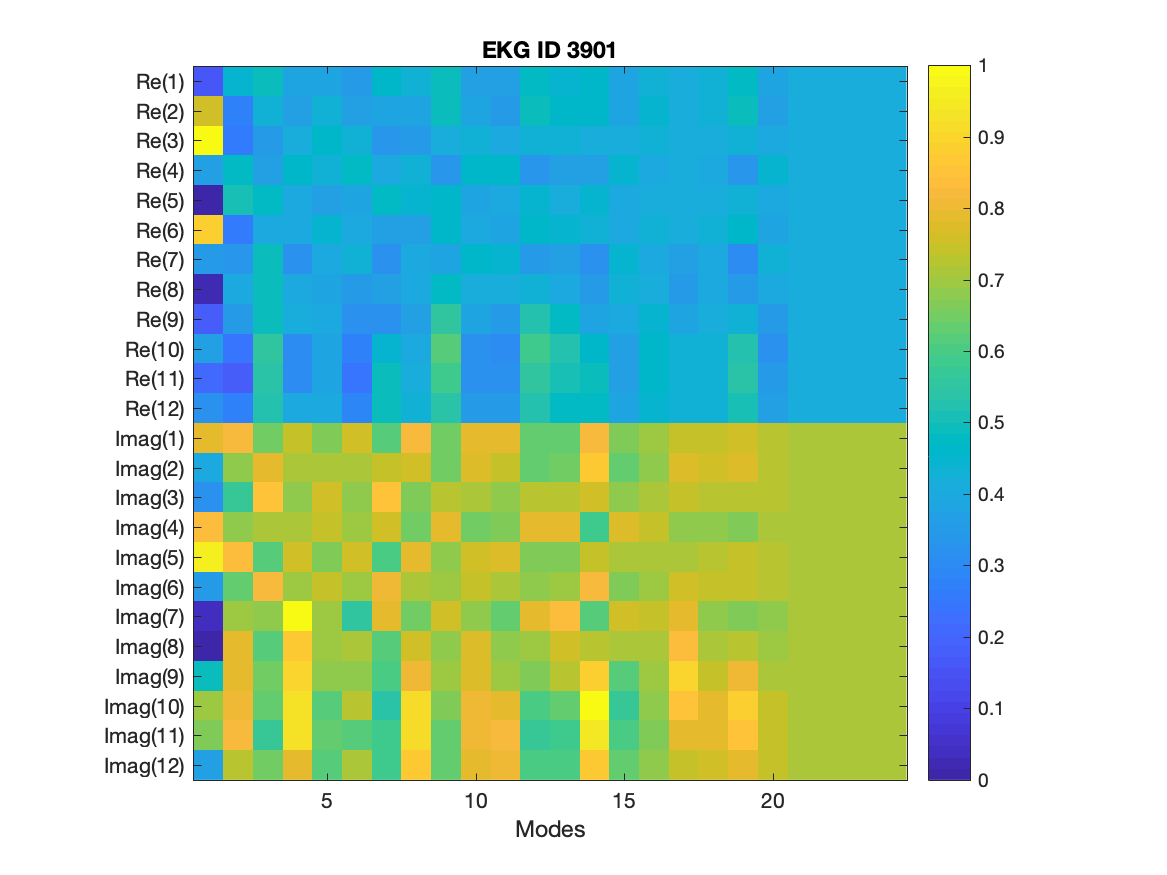 EKG ID 3901
Re(1)
Re(2)
Re(3)
Re(4)
Re(5)
Re(6)
Re(7)
Re(8)
Re(9)
Re(10)
Re(11)
Re(12)
Imag(1)
Imag(2)
Imag(3)
Imag(4)
Imag(5)
Imag(6)
Imag(7)
Imag(8)
Imag(9)
Imag(10)
Imag(11)
Imag(12)
5 10 15 20
Modes
1
0.9
0.8
0.7
0.6
0.5
0.4
0.3
0.2
0.1
0